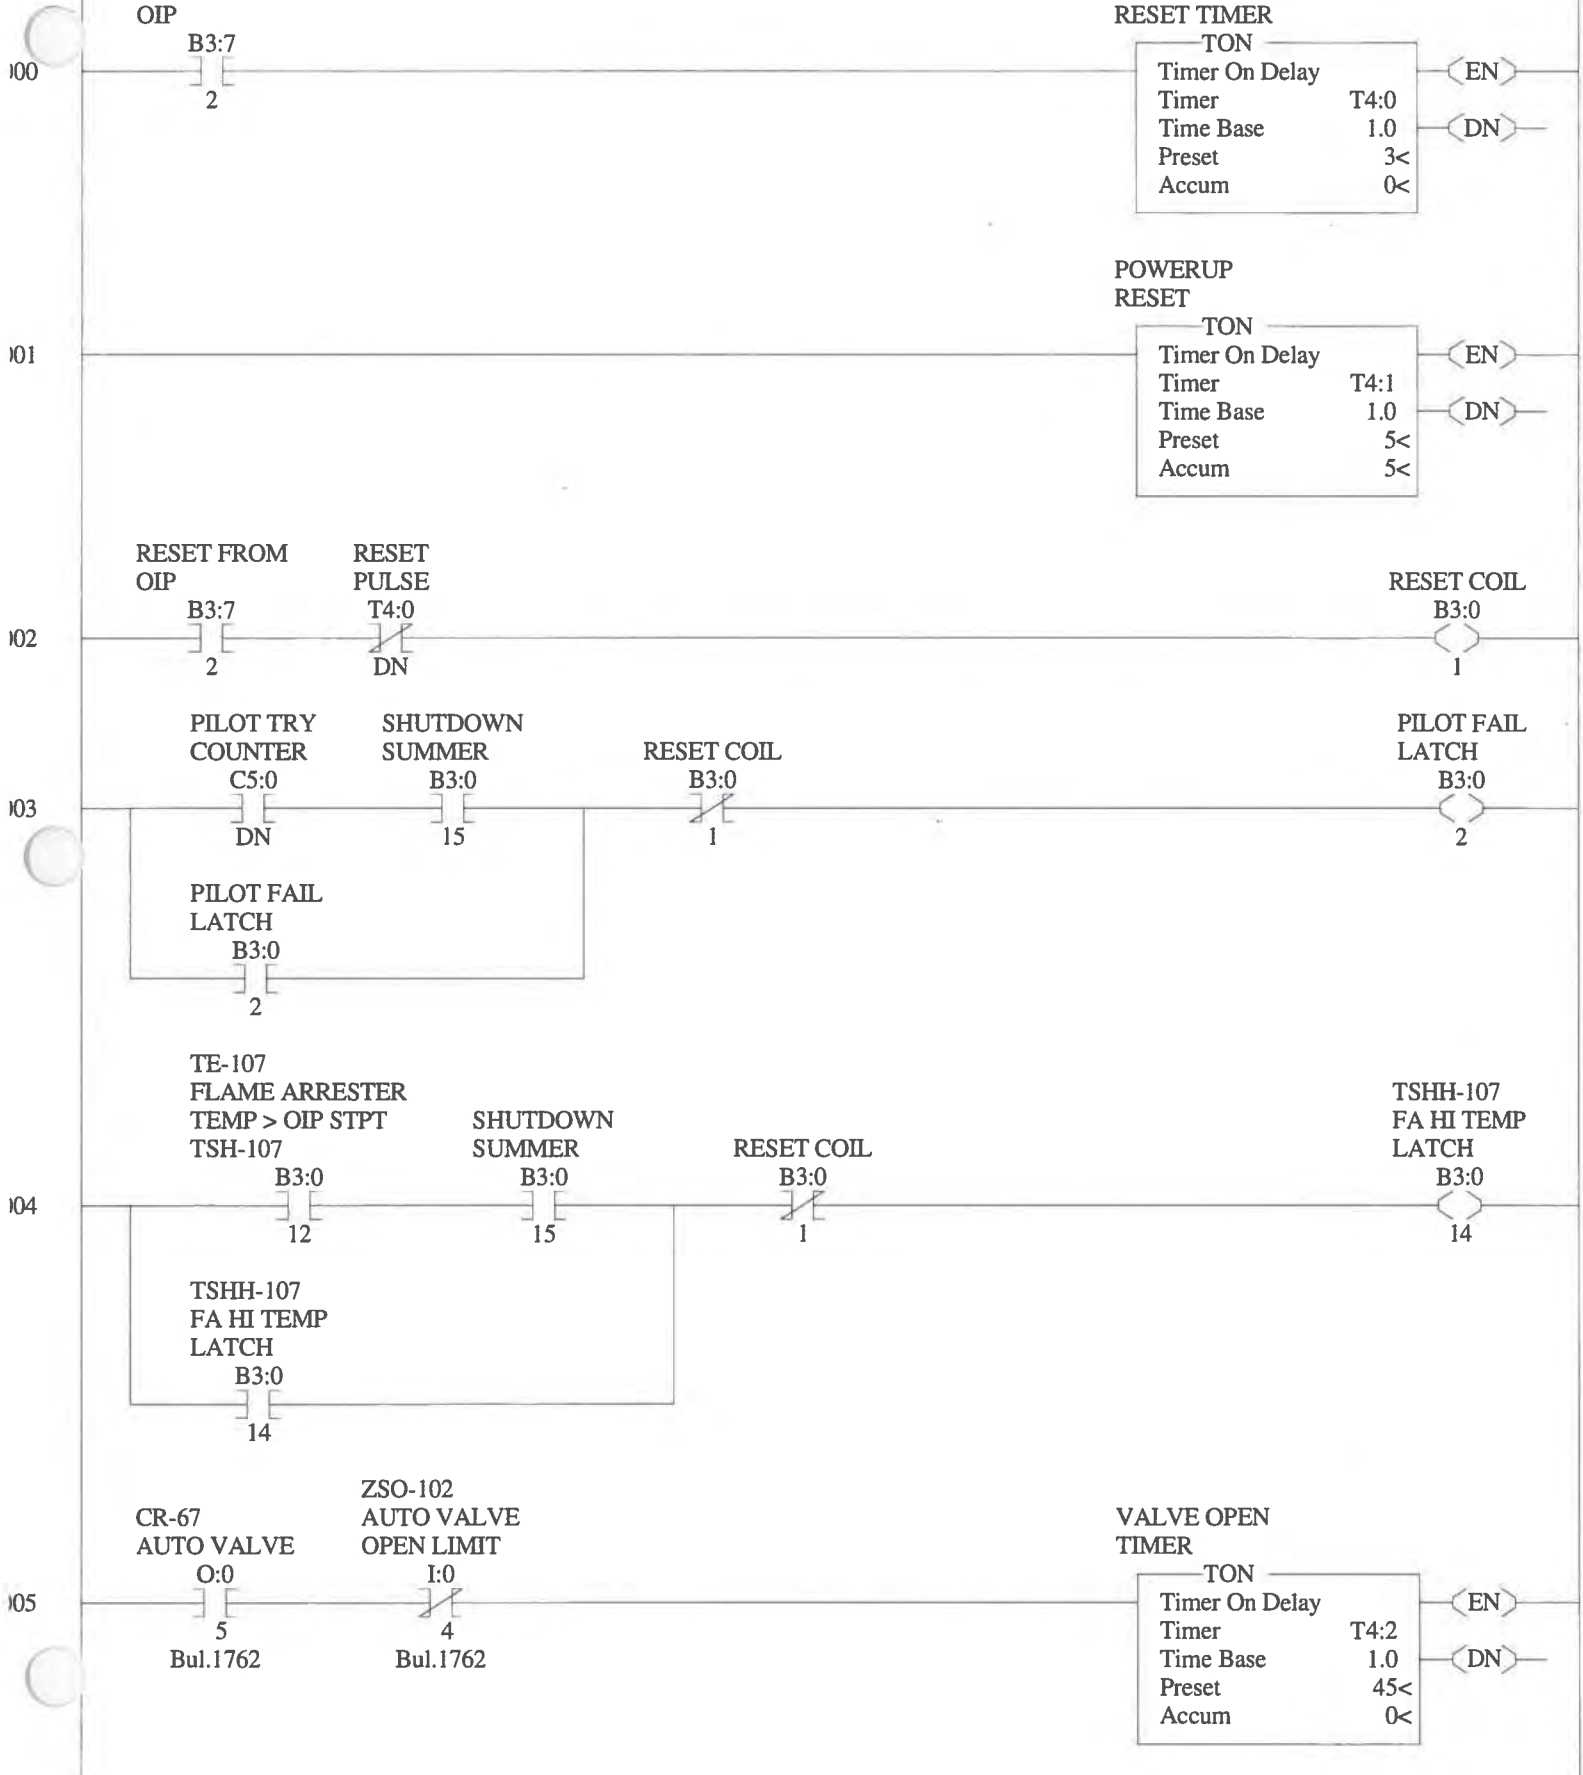 OIP
B3:7
2
RESET TIMER
TON
Timer On Delay
Timer T4:0
Time Base 1.0
Preset 3<
Accum 0<
EN
DN
POWERUP
RESET
TON
Timer On Delay
Timer T4:1
Time Base 1.0
Preset 5<
Accum 5<
EN
DN
RESET FROM
OIP
B3:7
2
RESET
PULSE
T4:0
DN
RESET COIL
B3:0
1
PILOT TRY
COUNTER
C5:0
DN
SHUTDOWN
SUMMER
B3:0
15
RESET COIL
B3:0
1
PILOT FAIL
LATCH
B3:0
2
PILOT FAIL
LATCH
B3:0
2
TE-107
FLAME ARRESTER
TEMP > OIP STPT
TSH-107
B3:0
12
SHUTDOWN
SUMMER
B3:0
15
RESET COIL
B3:0
1
TSHH-107
FA HI TEMP
LATCH
B3:0
14
TSHH-107
FA HI TEMP
LATCH
B3:0
14
CR-67
AUTO VALVE
O:0
5
Bul.1762
ZSO-102
AUTO VALVE
OPEN LIMIT
I:0
4
Bul.1762
VALVE OPEN
TIMER
TON
Timer On Delay
Timer T4:2
Time Base 1.0
Preset 45<
Accum 0<
EN
DN